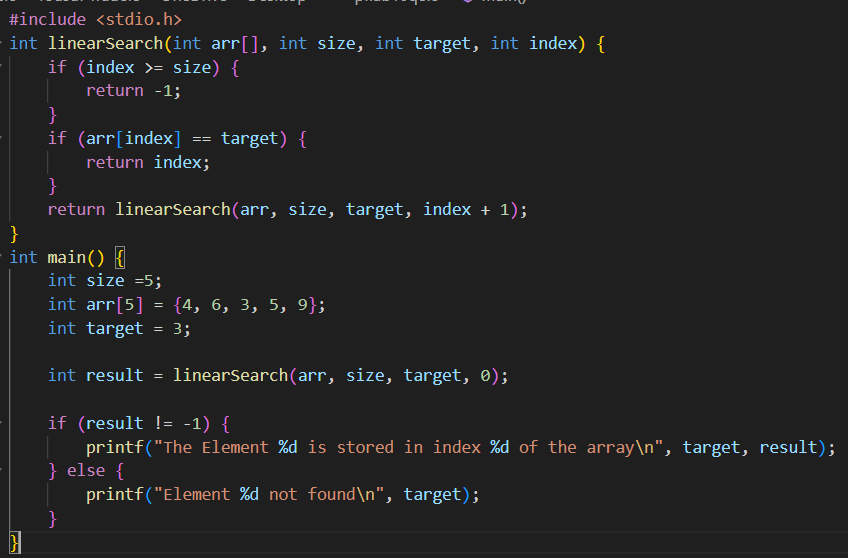 #include <stdio.h>
int linearSearch(int arr[], int size, int target, int index) {
    if (index >= size) {
        return -1;
    }
    if (arr[index] == target) {
        return index;
    }
    return linearSearch(arr, size, target, index + 1);
}
int main() {
    int size =5;
    int arr[5] = {4, 6, 3, 5, 9};
    int target = 3;

    int result = linearSearch(arr, size, target, 0);

    if (result != -1) {
        printf("The Element %d is stored in index %d of the array\n", target, result);
    } else {
        printf("Element %d not found\n", target);
    }
}